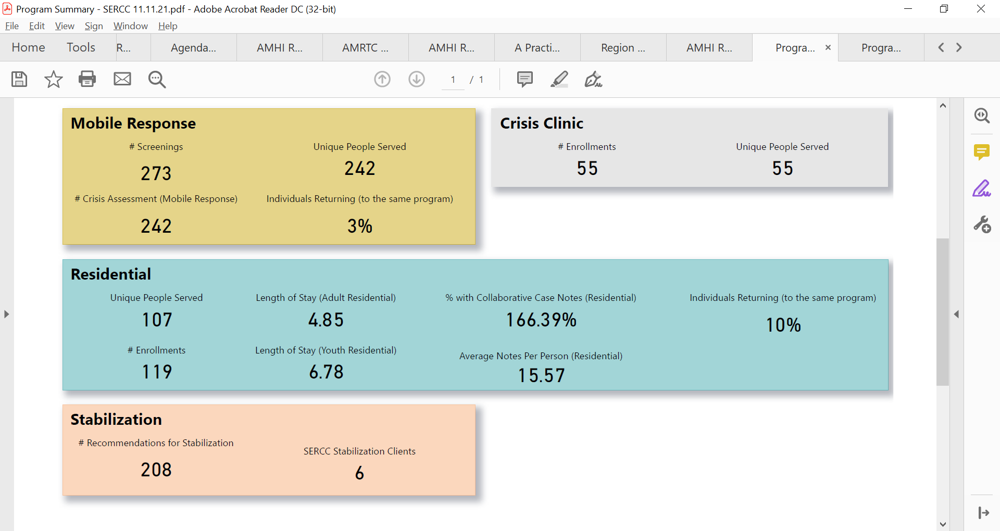 Program Summary - SERCC 11.11.21.pdf - Adobe Acrobat Reader DC (32-bit)
File Edit View Sign Window Help
Home Tools R... Agenda... AMHI R... AMRTC ... AMHI R... A Practi... Region ... AMHI R... Progra... × Progra...
1 / 1
Mobile Response
# Screenings Unique People Served
273 242
# Crisis Assessment (Mobile Response) Individuals Returning (to the same program)
242 3%
Crisis Clinic
# Enrollments Unique People Served
55 55
Residential
Unique People Served Length of Stay (Adult Residential) % with Collaborative Case Notes (Residential) Individuals Returning (to the same program)
107 4.85 166.39% 10%
# Enrollments Length of Stay (Youth Residential) Average Notes Per Person (Residential)
119 6.78 15.57
Stabilization
# Recommendations for Stabilization SERCC Stabilization Clients
208 6